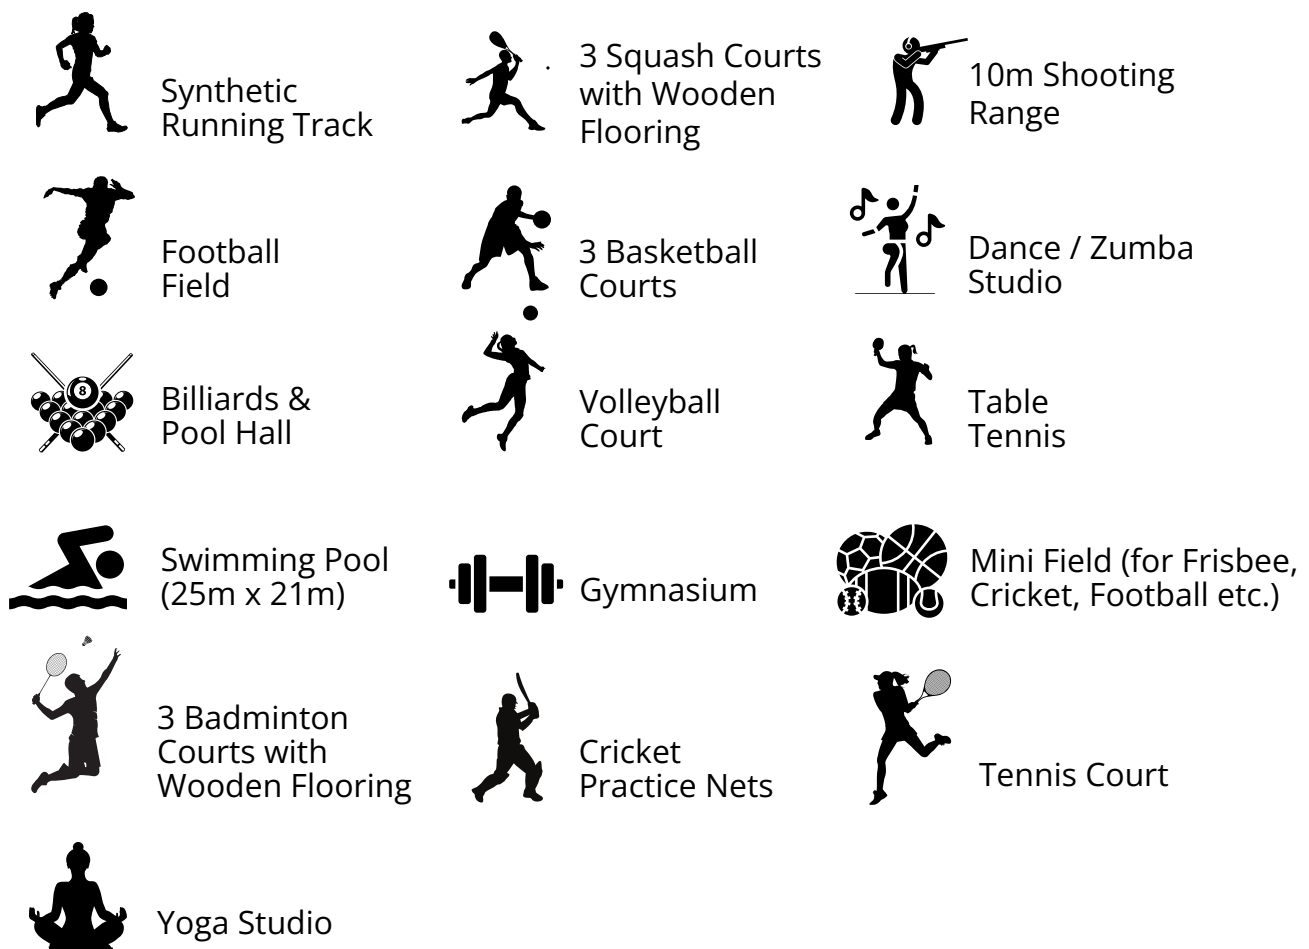 Synthetic
Running Track
3 Squash Courts
with Wooden
Flooring
10m Shooting
Range
Football
Field
3 Basketball
Courts
Dance / Zumba
Studio
8
Billiards &
Pool Hall
Volleyball
Court
Table
Tennis
Swimming Pool
(25m x 21m)
Gymnasium
Mini Field (for Frisbee,
Cricket, Football etc.)
3 Badminton
Courts with
Wooden Flooring
Cricket
Practice Nets
Tennis Court
Yoga Studio